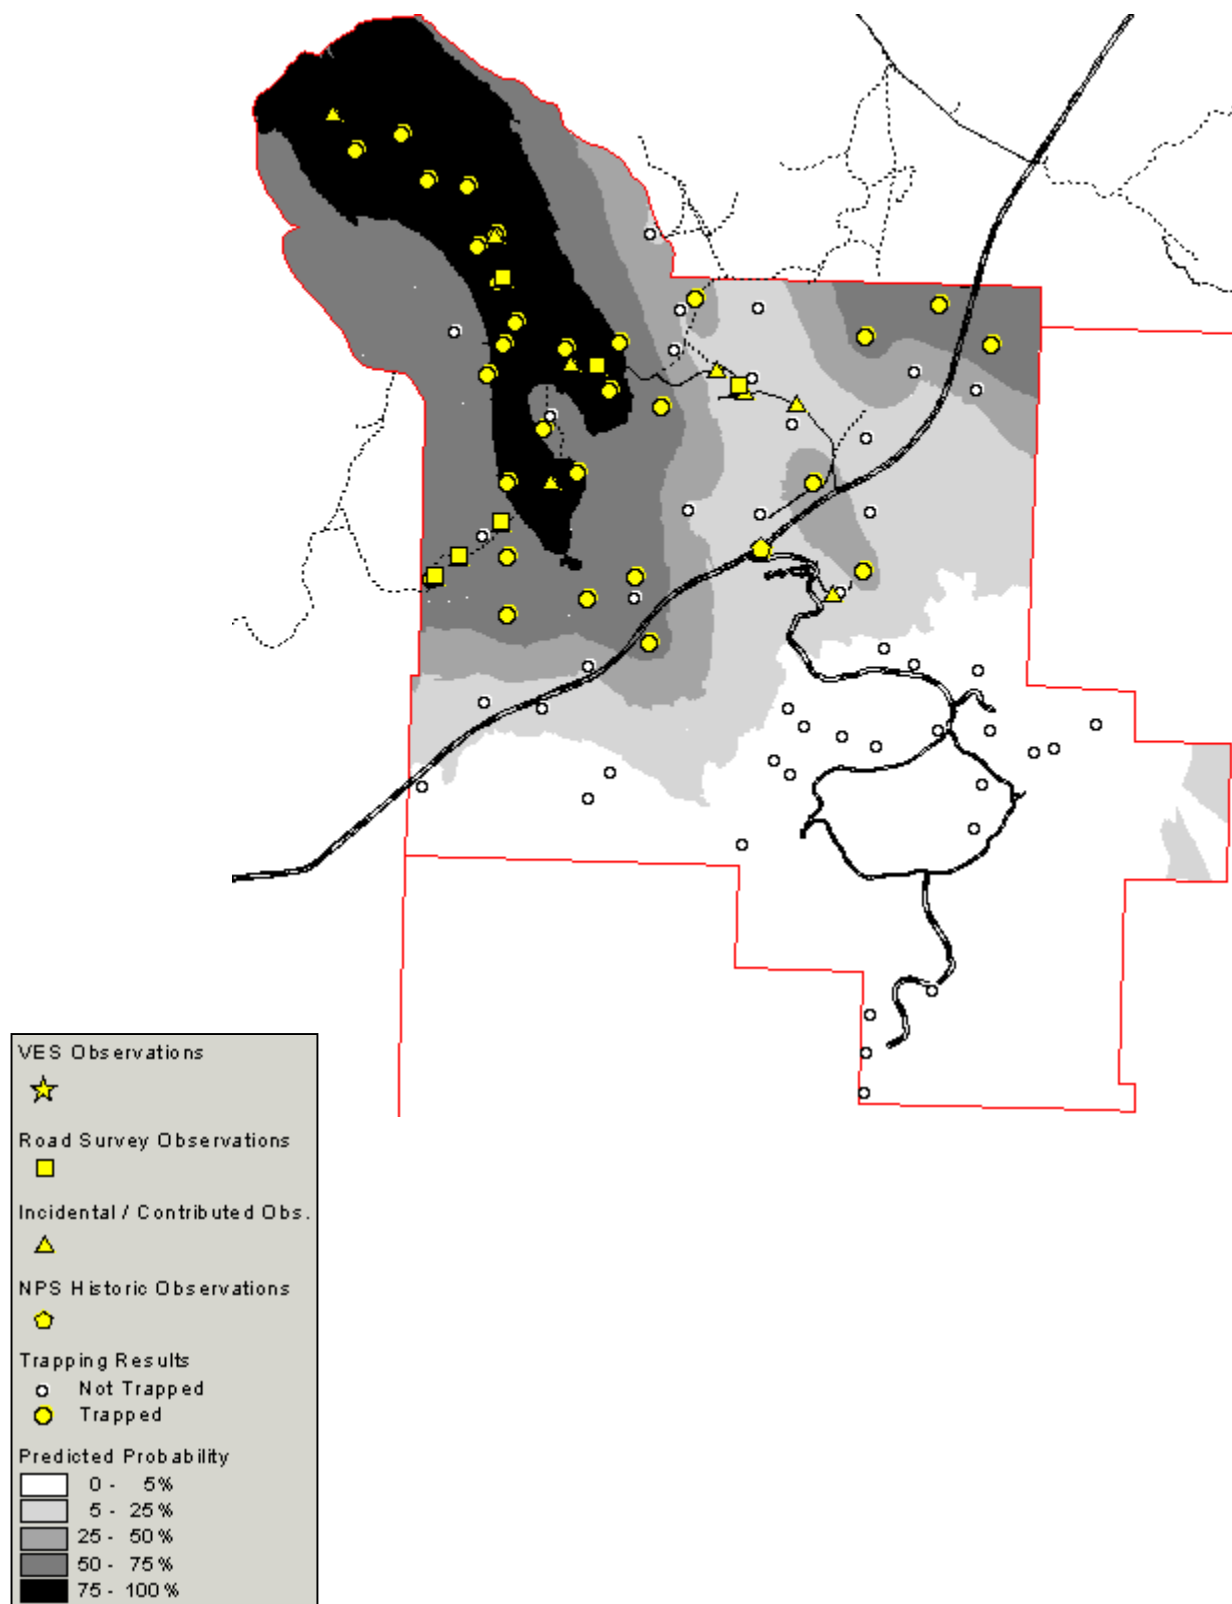 VES Observations
Road Survey Observations
Incidental / Contributed Obs.
NPS Historic Observations
Trapping Results
Not Trapped
Trapped
Predicted Probability
0 - 5%
5 - 25%
25 - 50%
50 - 75%
75 - 100%